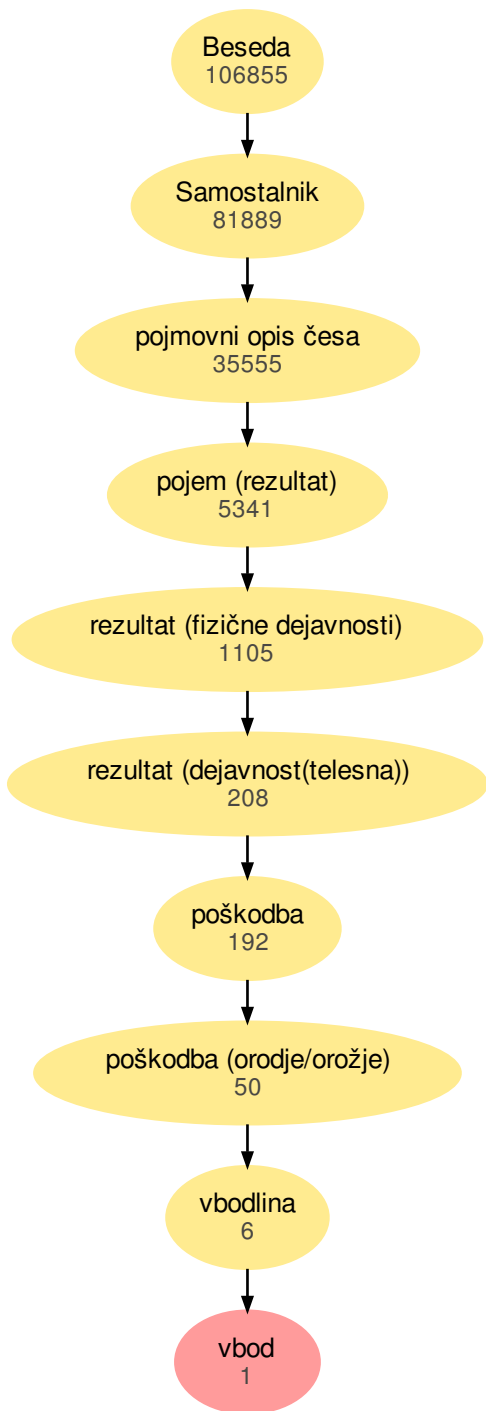 Beseda
106855
Samostalnik
81889
pojmovni opis česa
35555
pojem (rezultat)
5341
rezultat (fizične dejavnosti)
1105
rezultat (dejavnost(telesna))
208
poškodba
192
poškodba (orodje/orožje)
50
vbodlina
6
vbod
1